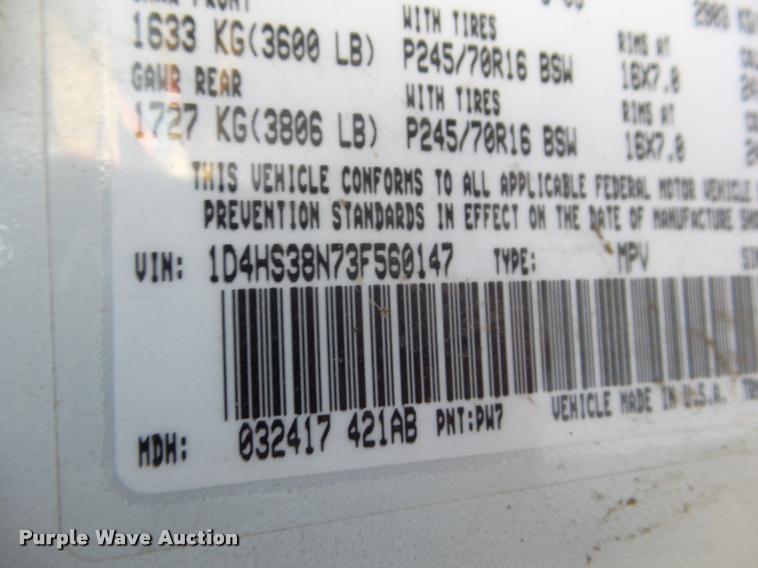 1633 KG(3600 LB) P245/70R16 BSW 16X7.0
WITH TIRES RIMS AT 2903 KG
GAWR REAR WITH TIRES RIMS AT
1727 KG(3806 LB) P245/70R16 BSW 16X7.0
THIS VEHICLE CONFORMS TO ALL APPLICABLE FEDERAL MOTOR VEHICLE
PREVENTION STANDARDS IN EFFECT ON THE DATE OF MANUFACTURE
VIN: 1D4HS38N73F560147 TYPE: MPV
VEHICLE MADE IN U.S.A.
MDH: 032417 421AB PNT:PW7
Purple Wave Auction